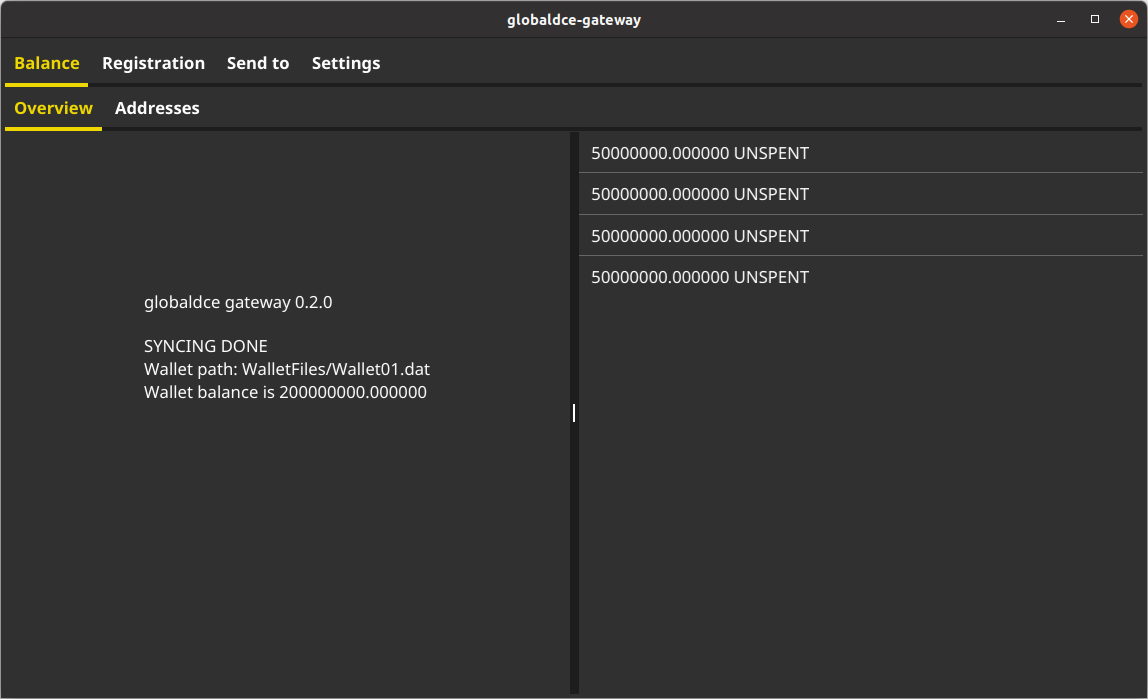 globaldce-gateway
Balance Registration Send to Settings
Overview Addresses
globaldce gateway 0.2.0
SYNCING DONE
Wallet path: WalletFiles/Wallet01.dat
Wallet balance is 200000000.000000
50000000.000000 UNSPENT
50000000.000000 UNSPENT
50000000.000000 UNSPENT
50000000.000000 UNSPENT